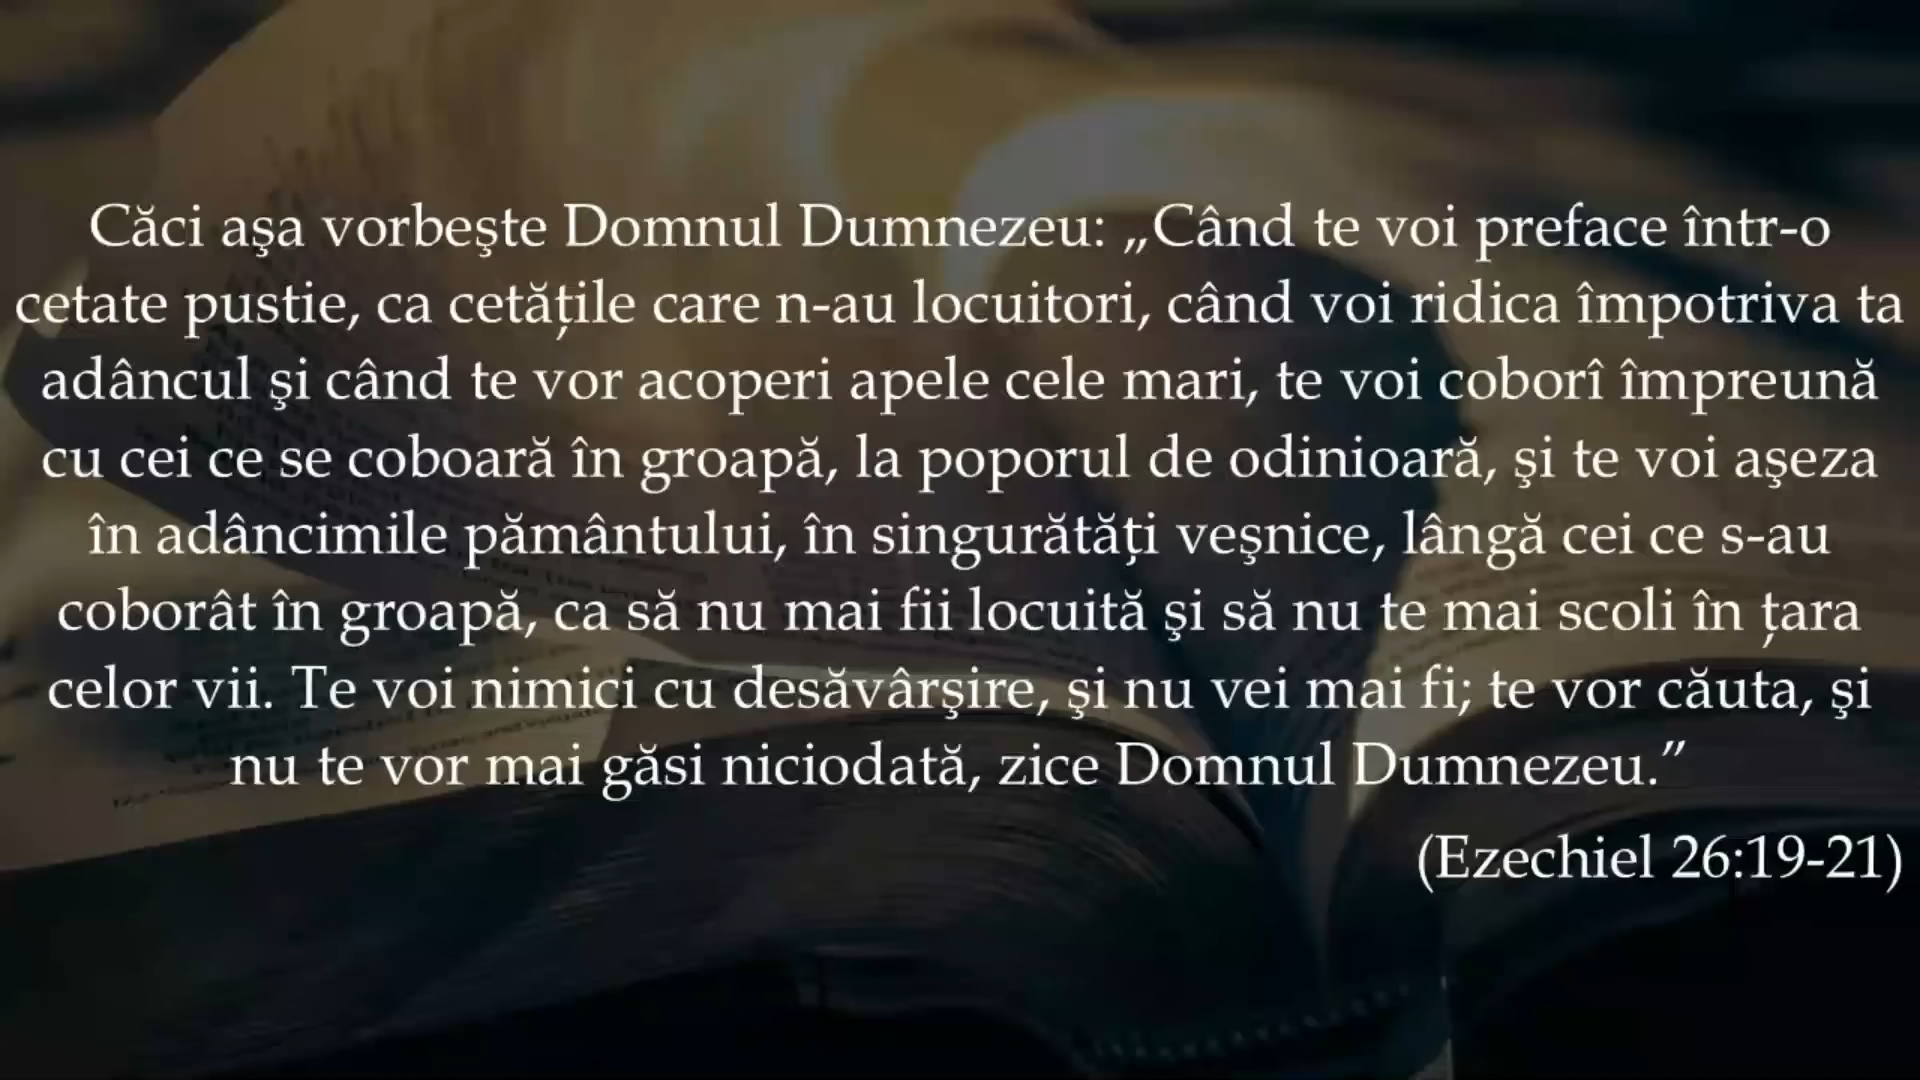 Căci aşa vorbeşte Domnul Dumnezeu: „Când te voi preface într-o
cetate pustie, ca cetăţile care n-au locuitori, când voi ridica împotriva ta
adâncul şi când te vor acoperi apele cele mari, te voi coborî împreună
cu cei ce se coboară în groapă, la poporul de odinioară, şi te voi aşeza
în adâncimile pământului, în singurătăţi veşnice, lângă cei ce s-au
coborât în groapă, ca să nu mai fii locuită şi să nu te mai scoli în ţara
celor vii. Te voi nimici cu desăvârşire, şi nu vei mai fi; te vor căuta, şi
nu te vor mai găsi niciodată, zice Domnul Dumnezeu.”
(Ezechiel 26:19-21)